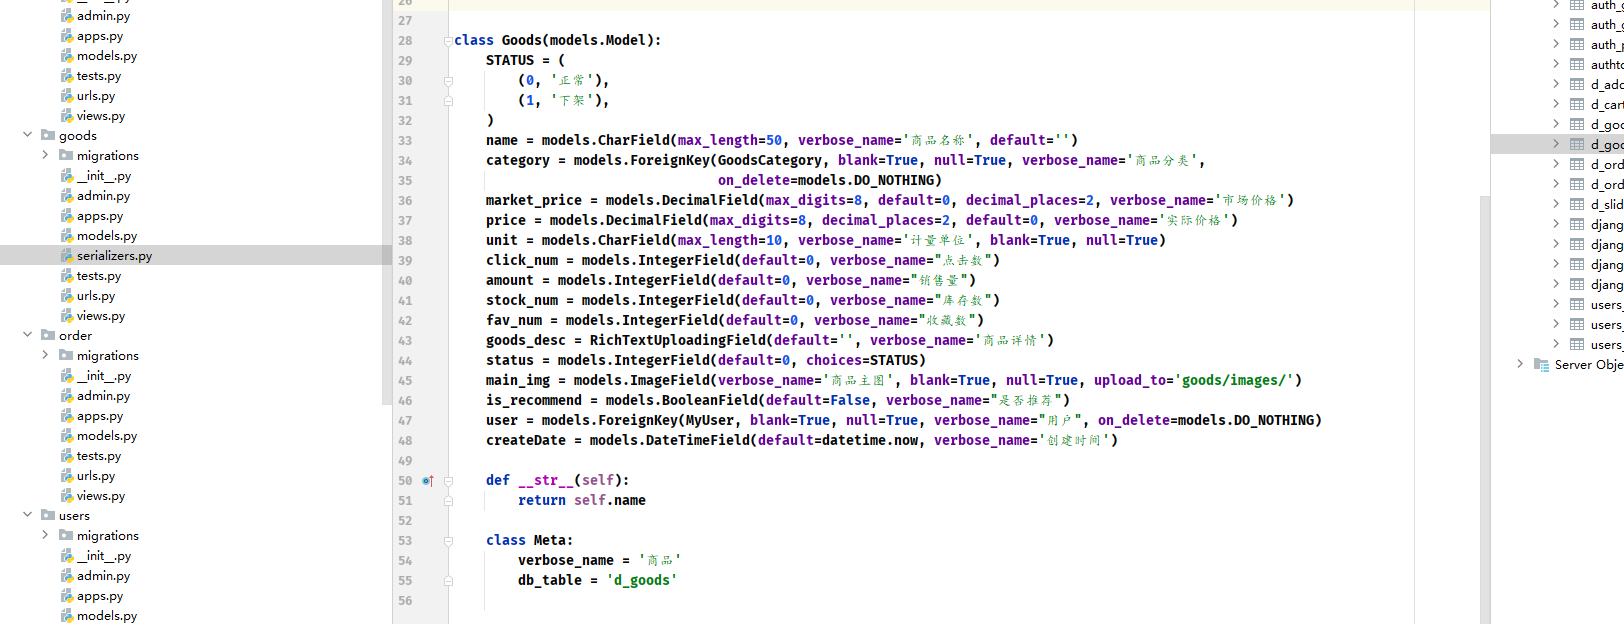 admin.py
apps.py
models.py
tests.py
urls.py
views.py
goods
migrations
__init__.py
admin.py
apps.py
models.py
serializers.py
tests.py
urls.py
views.py
order
migrations
__init__.py
admin.py
apps.py
models.py
tests.py
urls.py
views.py
users
migrations
__init__.py
admin.py
apps.py
models.py
26
27
28 class Goods(models.Model):
29 STATUS = (
30 (0, '正常'),
31 (1, '下架'),
32 )
33 name = models.CharField(max_length=50, verbose_name='商品名称', default='')
34 category = models.ForeignKey(GoodsCategory, blank=True, null=True, verbose_name='商品分类',
35 on_delete=models.DO_NOTHING)
36 market_price = models.DecimalField(max_digits=8, default=0, decimal_places=2, verbose_name='市场价格')
37 price = models.DecimalField(max_digits=8, decimal_places=2, default=0, verbose_name='实际价格')
38 unit = models.CharField(max_length=10, verbose_name='计量单位', blank=True, null=True)
39 click_num = models.IntegerField(default=0, verbose_name="点击数")
40 amount = models.IntegerField(default=0, verbose_name="销售量")
41 stock_num = models.IntegerField(default=0, verbose_name="库存数")
42 fav_num = models.IntegerField(default=0, verbose_name="收藏数")
43 goods_desc = RichTextUploadingField(default='', verbose_name='商品详情')
44 status = models.IntegerField(default=0, choices=STATUS)
45 main_img = models.ImageField(verbose_name='商品主图', blank=True, null=True, upload_to='goods/images/')
46 is_recommend = models.BooleanField(default=False, verbose_name="是否推荐")
47 user = models.ForeignKey(MyUser, blank=True, null=True, verbose_name="用户", on_delete=models.DO_NOTHING)
48 createDate = models.DateTimeField(default=datetime.now, verbose_name='创建时间')
49
50 def __str__(self):
51 return self.name
52
53 class Meta:
54 verbose_name = '商品'
55 db_table = 'd_goods'
56
auth_g
auth_g
auth_p
authto
d_add
d_cart
d_goo
d_goo
d_ord
d_ord
d_slid
djang
djang
djang
djang
users_
users_
users_
Server Obje